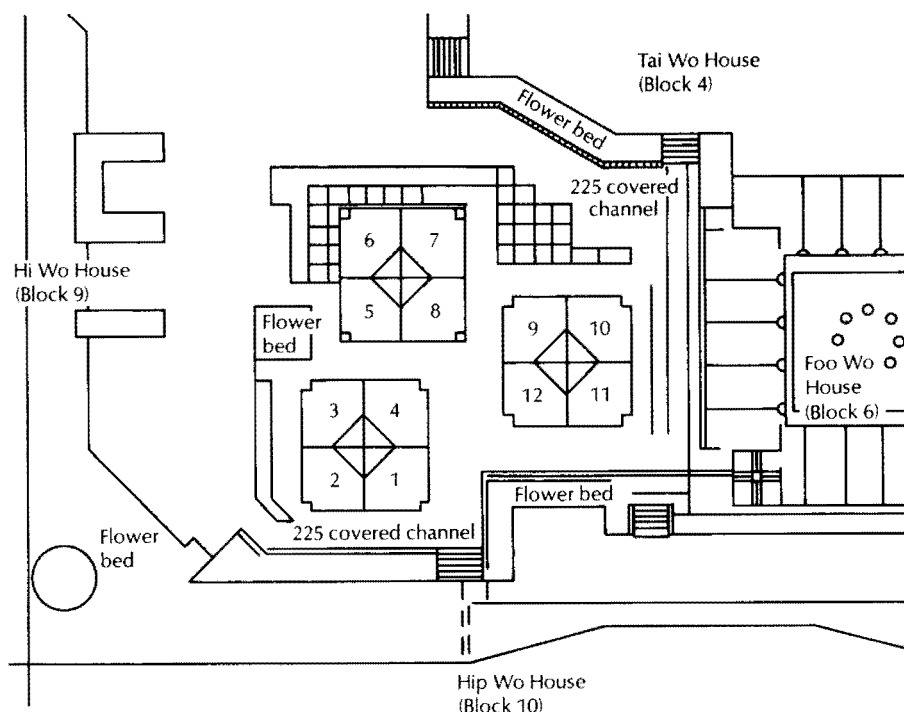 Tai Wo House
(Block 4)
Flower bed
225 covered
channel
6
7
5
8
Hi Wo House
(Block 9)
Flower
bed
9
10
12
11
Foo Wo
House
(Block 6)
3
4
2
1
Flower bed
225 covered channel
Flower
bed
Hip Wo House
(Block 10)